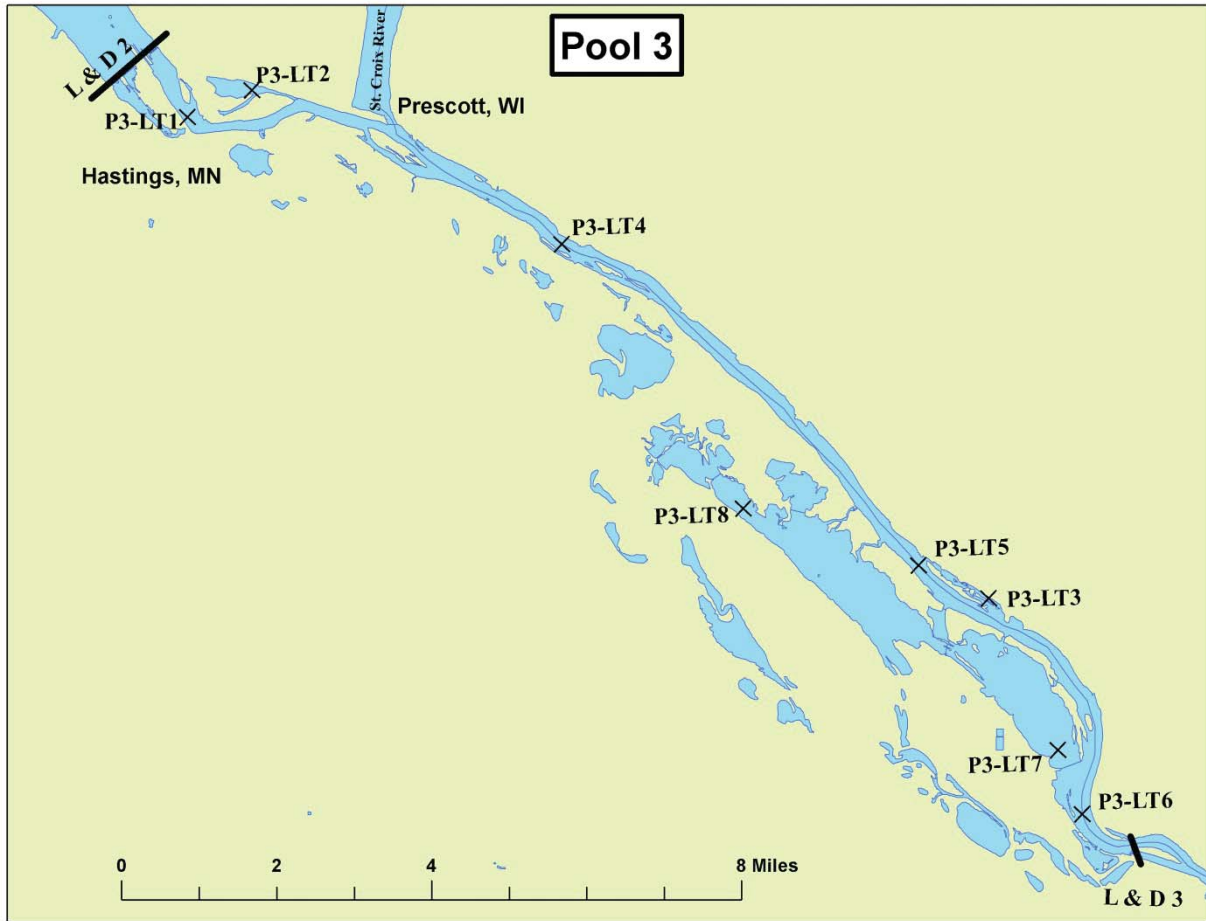 Pool 3
L & D 2
P3-LT2
St. Croix River
Prescott, WI
P3-LT1
Hastings, MN
P3-LT4
P3-LT8
P3-LT5
P3-LT3
P3-LT7
P3-LT6
0 2 4 8 Miles
L & D 3